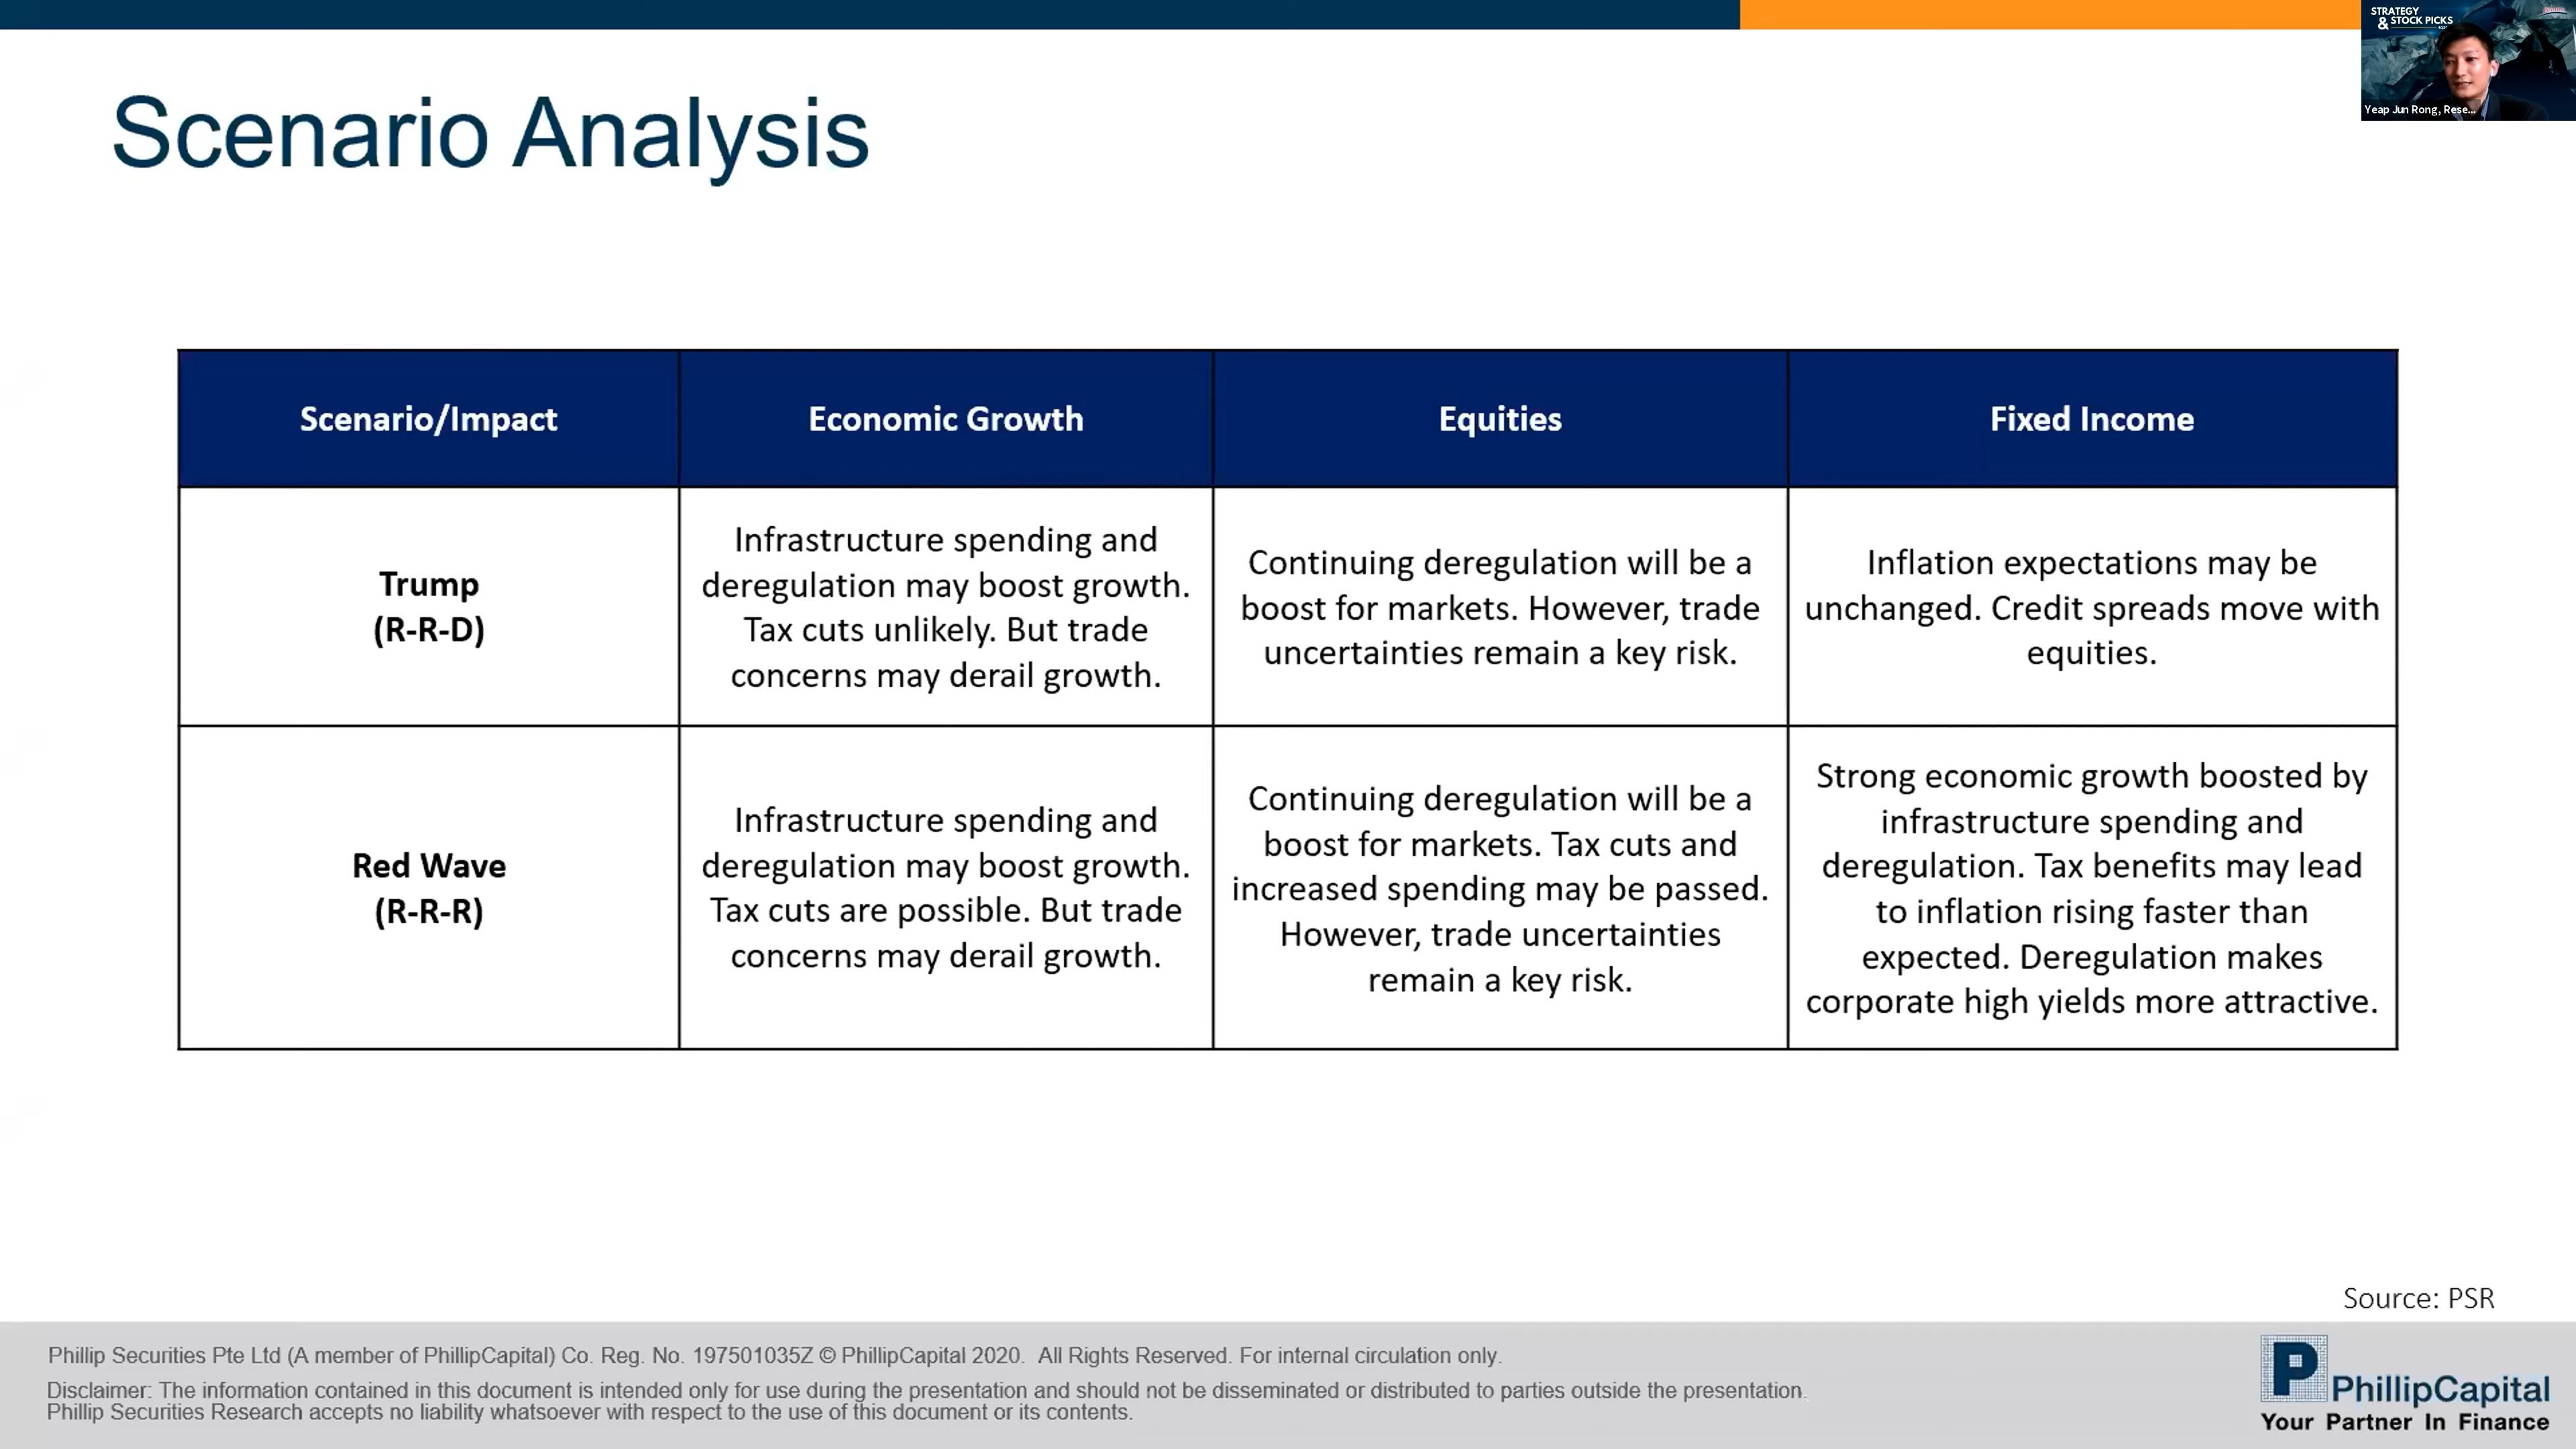 STRATEGY
& STOCK PICKS
Yeap Jun Rong, Rese...
Scenario Analysis
Scenario/Impact
Economic Growth
Equities
Fixed Income
Trump
(R-R-D)
Infrastructure spending and
deregulation may boost growth.
Tax cuts unlikely. But trade
concerns may derail growth.
Continuing deregulation will be a
boost for markets. However, trade
uncertainties remain a key risk.
Inflation expectations may be
unchanged. Credit spreads move with
equities.
Red Wave
(R-R-R)
Infrastructure spending and
deregulation may boost growth.
Tax cuts are possible. But trade
concerns may derail growth.
Continuing deregulation will be a
boost for markets. Tax cuts and
increased spending may be passed.
However, trade uncertainties
remain a key risk.
Strong economic growth boosted by
infrastructure spending and
deregulation. Tax benefits may lead
to inflation rising faster than
expected. Deregulation makes
corporate high yields more attractive.
Source: PSR
Phillip Securities Pte Ltd (A member of PhillipCapital) Co. Reg. No. 197501035Z © PhillipCapital 2020. All Rights Reserved. For internal circulation only.
Disclaimer: The information contained in this document is intended only for use during the presentation and should not be disseminated or distributed to parties outside the presentation.
Phillip Securities Research accepts no liability whatsoever with respect to the use of this document or its contents.
P
PhillipCapital
Your Partner In Finance